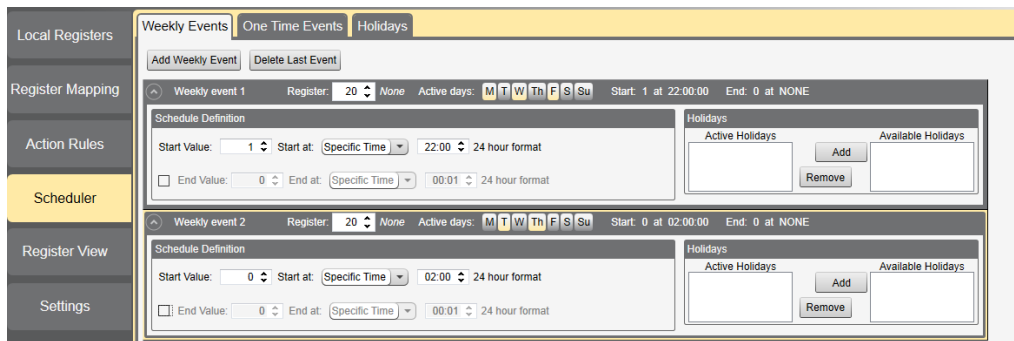 Local Registers
Register Mapping
Action Rules
Scheduler
Register View
Settings
Weekly Events One Time Events Holidays
Add Weekly Event Delete Last Event
Weekly event 1 Register: 20 None Active days: M T W Th F S Su Start: 1 at 22:00:00 End: 0 at NONE
Schedule Definition
Start Value: 1 Start at: Specific Time 22:00 24 hour format
End Value: 0 End at: Specific Time 00:01 24 hour format
Holidays
Active Holidays Available Holidays
Add
Remove
Weekly event 2 Register: 20 None Active days: M T W Th F S Su Start: 0 at 02:00:00 End: 0 at NONE
Schedule Definition
Start Value: 0 Start at: Specific Time 02:00 24 hour format
End Value: 0 End at: Specific Time 00:01 24 hour format
Holidays
Active Holidays Available Holidays
Add
Remove